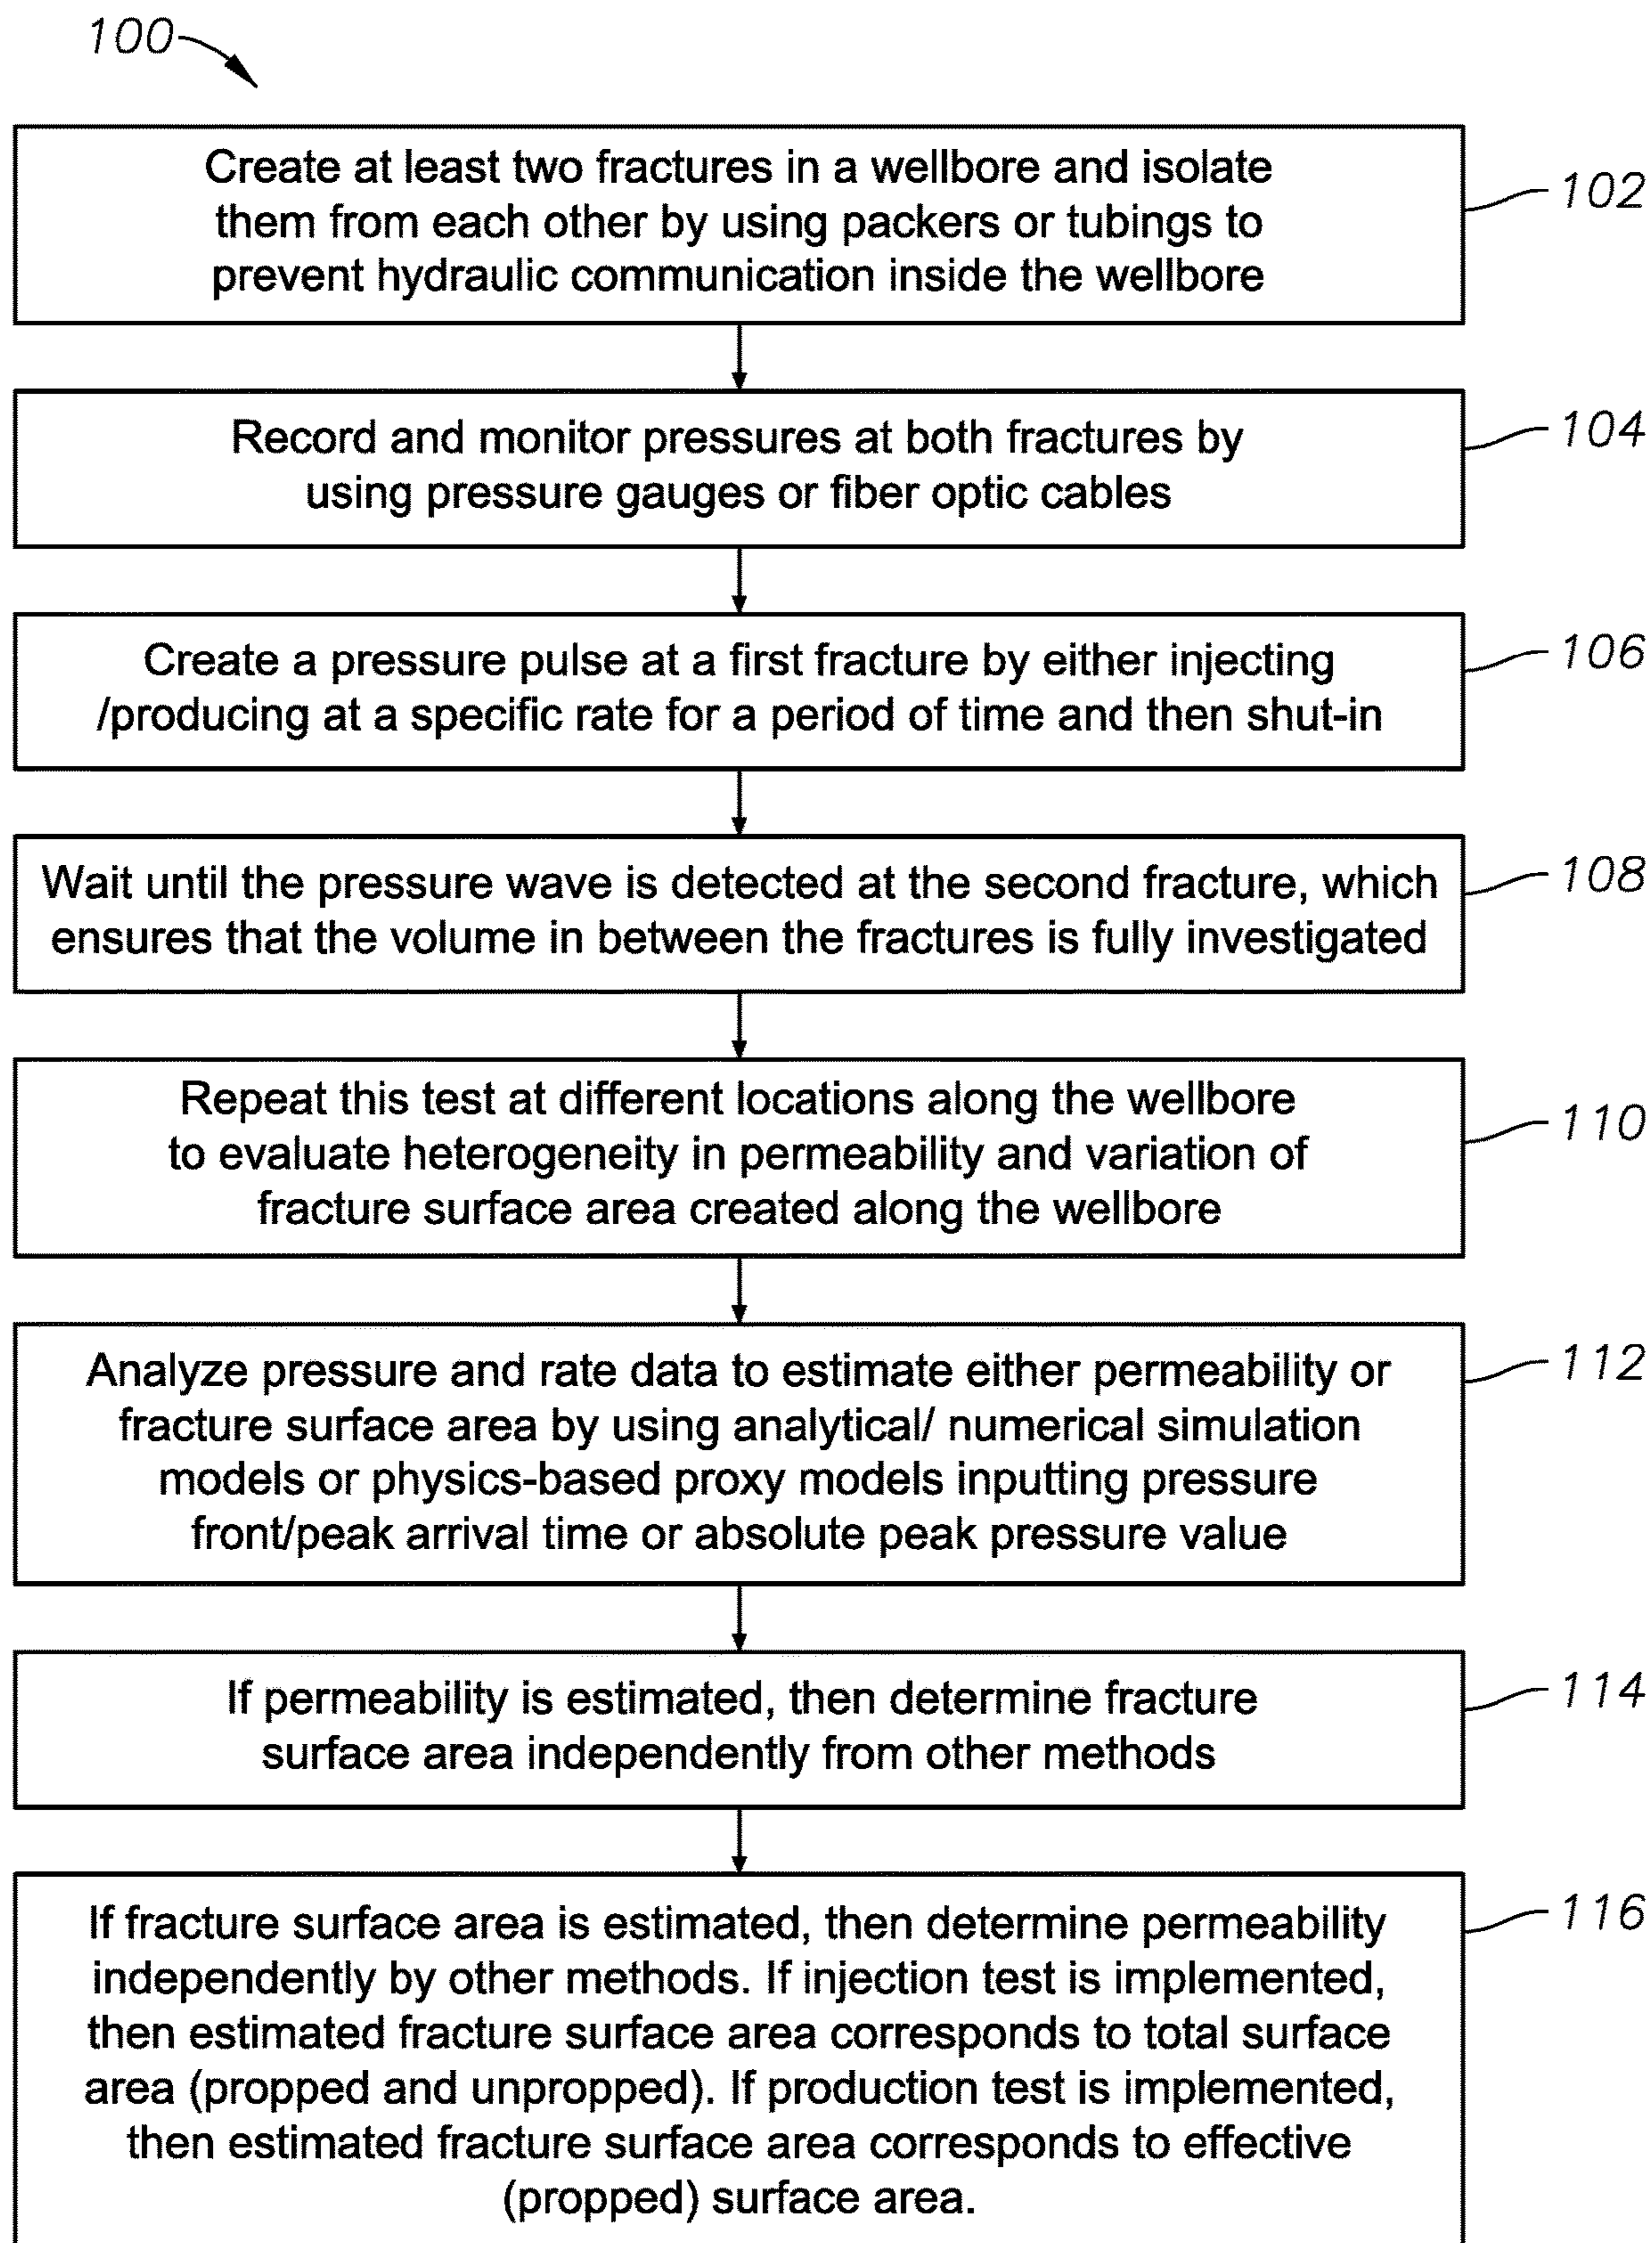 100
Create at least two fractures in a wellbore and isolate
them from each other by using packers or tubings to
prevent hydraulic communication inside the wellbore
102
Record and monitor pressures at both fractures by
using pressure gauges or fiber optic cables
104
Create a pressure pulse at a first fracture by either injecting
/producing at a specific rate for a period of time and then shut-in
106
Wait until the pressure wave is detected at the second fracture, which
ensures that the volume in between the fractures is fully investigated
108
Repeat this test at different locations along the wellbore
to evaluate heterogeneity in permeability and variation of
fracture surface area created along the wellbore
110
Analyze pressure and rate data to estimate either permeability or
fracture surface area by using analytical/ numerical simulation
models or physics-based proxy models inputting pressure
front/peak arrival time or absolute peak pressure value
112
If permeability is estimated, then determine fracture
surface area independently from other methods
114
If fracture surface area is estimated, then determine permeability
independently by other methods. If injection test is implemented,
then estimated fracture surface area corresponds to total surface
area (propped and unpropped). If production test is implemented,
then estimated fracture surface area corresponds to effective
(propped) surface area.
116